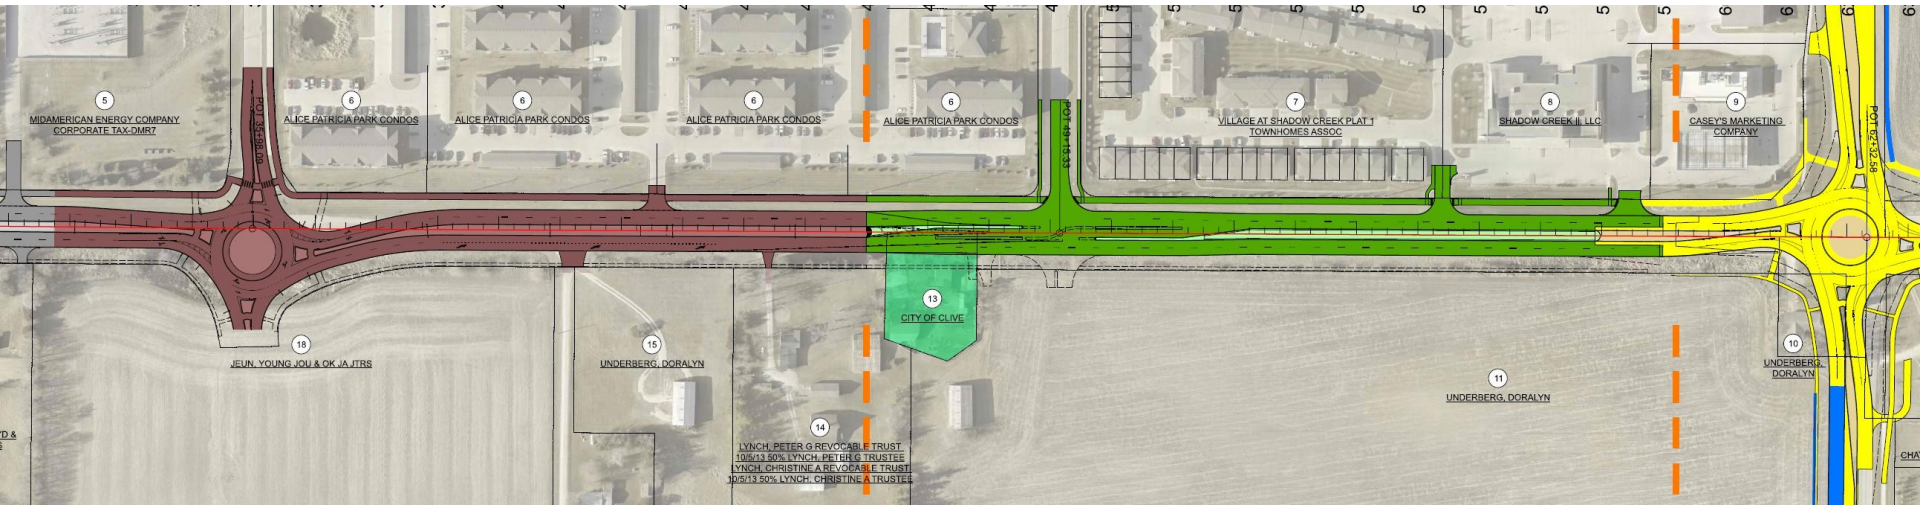 5
MIDAMERICAN ENERGY COMPANY
CORPORATE TAX-DMR7
POT 35+98.09
6
ALICE PATRICIA PARK CONDOS
6
ALICE PATRICIA PARK CONDOS
6
ALICE PATRICIA PARK CONDOS
6
ALICE PATRICIA PARK CONDOS
POT 49+15.33
7
VILLAGE AT SHADOW CREEK PLAT 1
TOWNHOMES ASSOC
8
SHADOW CREEK II, LLC
9
CASEY'S MARKETING
COMPANY
POT 62+32.58
18
JEUN, YOUNG JOU & OK JA JTRS
15
UNDERBERG, DORALYN
13
CITY OF CLIVE
14
LYNCH, PETER G REVOCABLE TRUST
10/5/13 50% LYNCH, PETER G TRUSTEE
LYNCH, CHRISTINE A REVOCABLE TRUST
10/5/13 50% LYNCH, CHRISTINE A TRUSTEE
11
UNDERBERG, DORALYN
10
UNDERBERG,
DORALYN